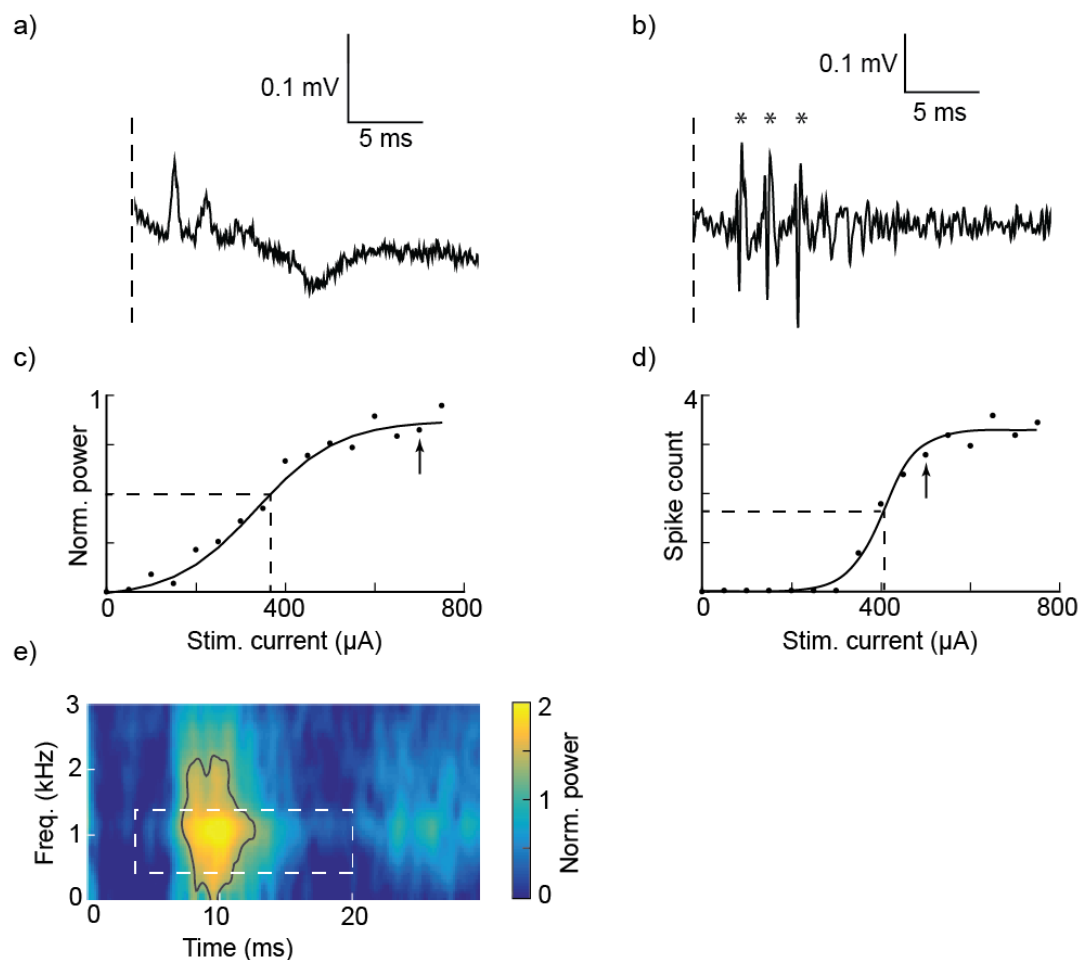 a)
0.1 mV
5 ms
b)
0.1 mV
5 ms
* * *
c)
1
Norm. power
0 400 800
Stim. current (µA)
d)
4
Spike count
0 400 800
Stim. current (µA)
e)
3
2
1
0
Freq. (kHz)
0 10 20
Time (ms)
2
1
0
Norm. power